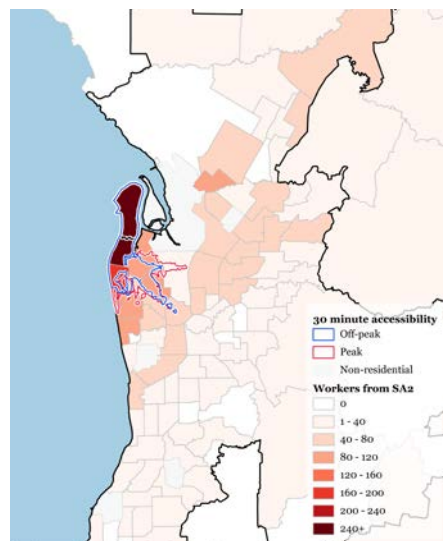 30 minute accessibility
Off-peak
Peak
Non-residential
Workers from SA2
0
1 - 40
40 - 80
80 - 120
120 - 160
160 - 200
200 - 240
240+